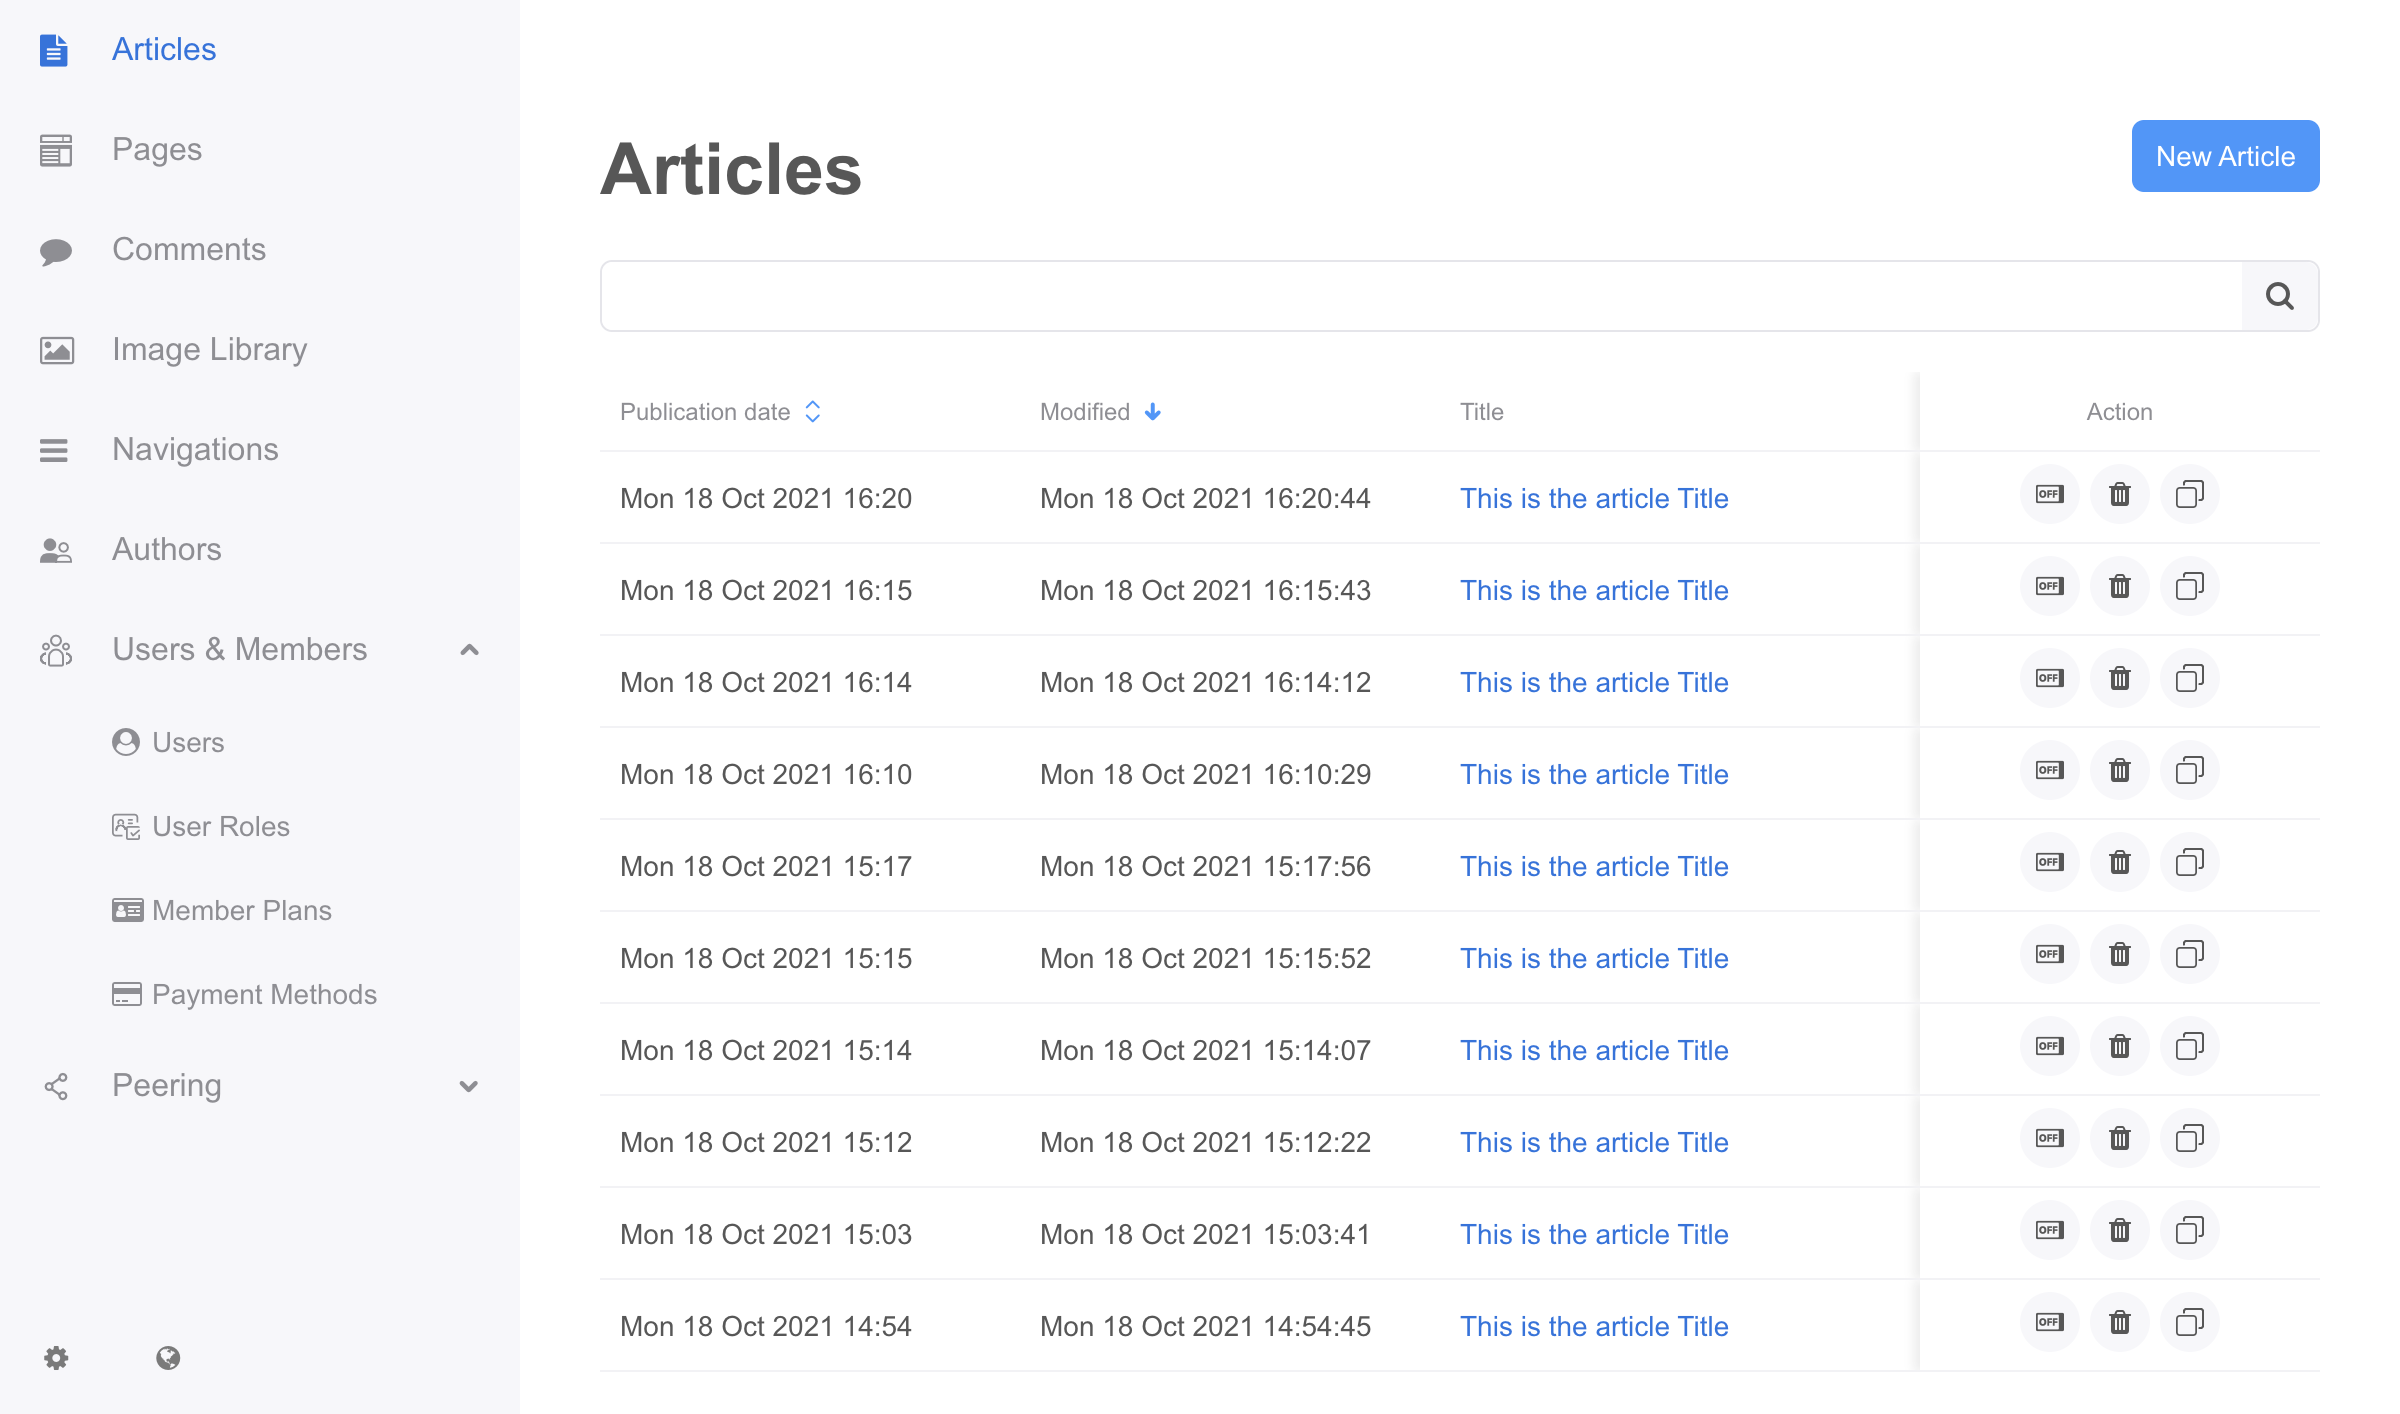 Articles
Pages
Comments
Image Library
Navigations
Authors
Users & Members
Users
User Roles
Member Plans
Payment Methods
Peering
Articles
New Article
Publication date Modified Title Action
Mon 18 Oct 2021 16:20 Mon 18 Oct 2021 16:20:44 This is the article Title OFF
Mon 18 Oct 2021 16:15 Mon 18 Oct 2021 16:15:43 This is the article Title OFF
Mon 18 Oct 2021 16:14 Mon 18 Oct 2021 16:14:12 This is the article Title OFF
Mon 18 Oct 2021 16:10 Mon 18 Oct 2021 16:10:29 This is the article Title OFF
Mon 18 Oct 2021 15:17 Mon 18 Oct 2021 15:17:56 This is the article Title OFF
Mon 18 Oct 2021 15:15 Mon 18 Oct 2021 15:15:52 This is the article Title OFF
Mon 18 Oct 2021 15:14 Mon 18 Oct 2021 15:14:07 This is the article Title OFF
Mon 18 Oct 2021 15:12 Mon 18 Oct 2021 15:12:22 This is the article Title OFF
Mon 18 Oct 2021 15:03 Mon 18 Oct 2021 15:03:41 This is the article Title OFF
Mon 18 Oct 2021 14:54 Mon 18 Oct 2021 14:54:45 This is the article Title OFF